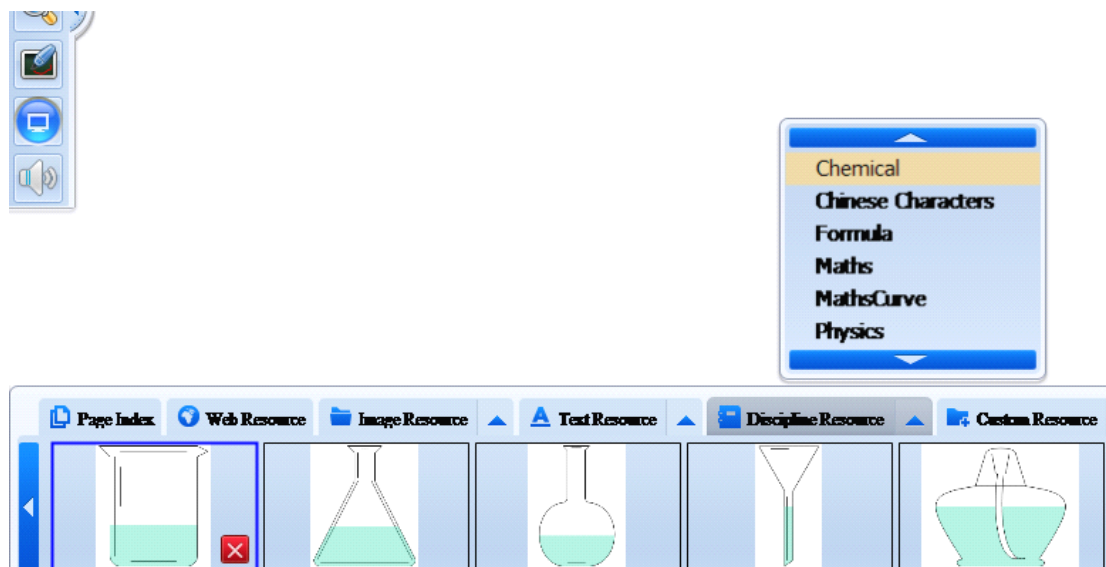 Chemical
Chinese Characters
Formula
Maths
MathsCurve
Physics
Page Index Web Resource Image Resource Text Resource Discipline Resource Custom Resource